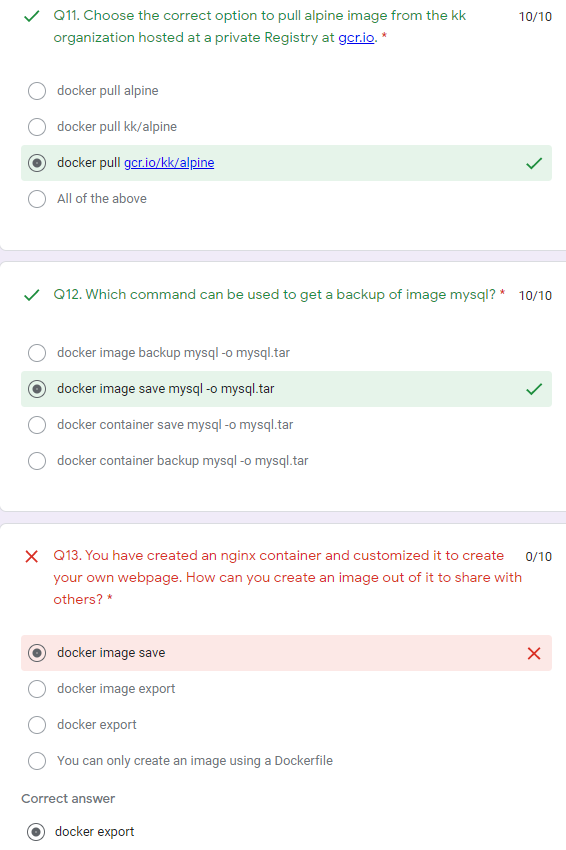 Q11. Choose the correct option to pull alpine image from the kk
10/10
organization hosted at a private Registry at gcr.io. *
docker pull alpine
docker pull kk/alpine
docker pull gcr.io/kk/alpine
All of the above
Q12. Which command can be used to get a backup of image mysql? *
10/10
docker image backup mysql -o mysql.tar
docker image save mysql -o mysql.tar
docker container save mysql -o mysql.tar
docker container backup mysql -o mysql.tar
Q13. You have created an nginx container and customized it to create
0/10
your own webpage. How can you create an image out of it to share with
others? *
docker image save
docker image export
docker export
You can only create an image using a Dockerfile
Correct answer
docker export